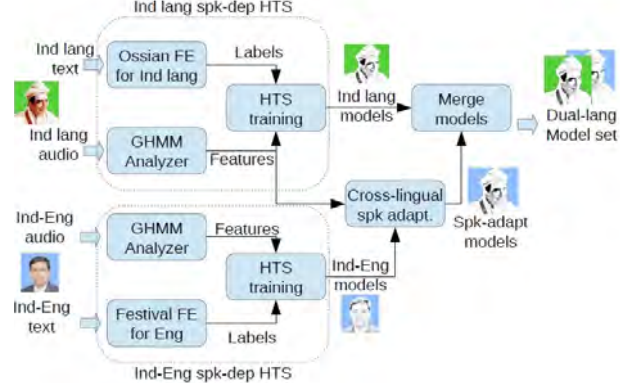 Ind lang spk-dep HTS
Ind lang
text
Ossian FE
for Ind lang
Labels
HTS
training
Ind lang
models
Merge
models
Dual-lang
Model set
Ind lang
audio
GHMM
Analyzer
Features
Cross-lingual
spk adapt.
Spk-adapt
models
Ind-Eng
audio
GHMM
Analyzer
Features
HTS
training
Ind-Eng
models
Ind-Eng
text
Festival FE
for Eng
Labels
Ind-Eng spk-dep HTS